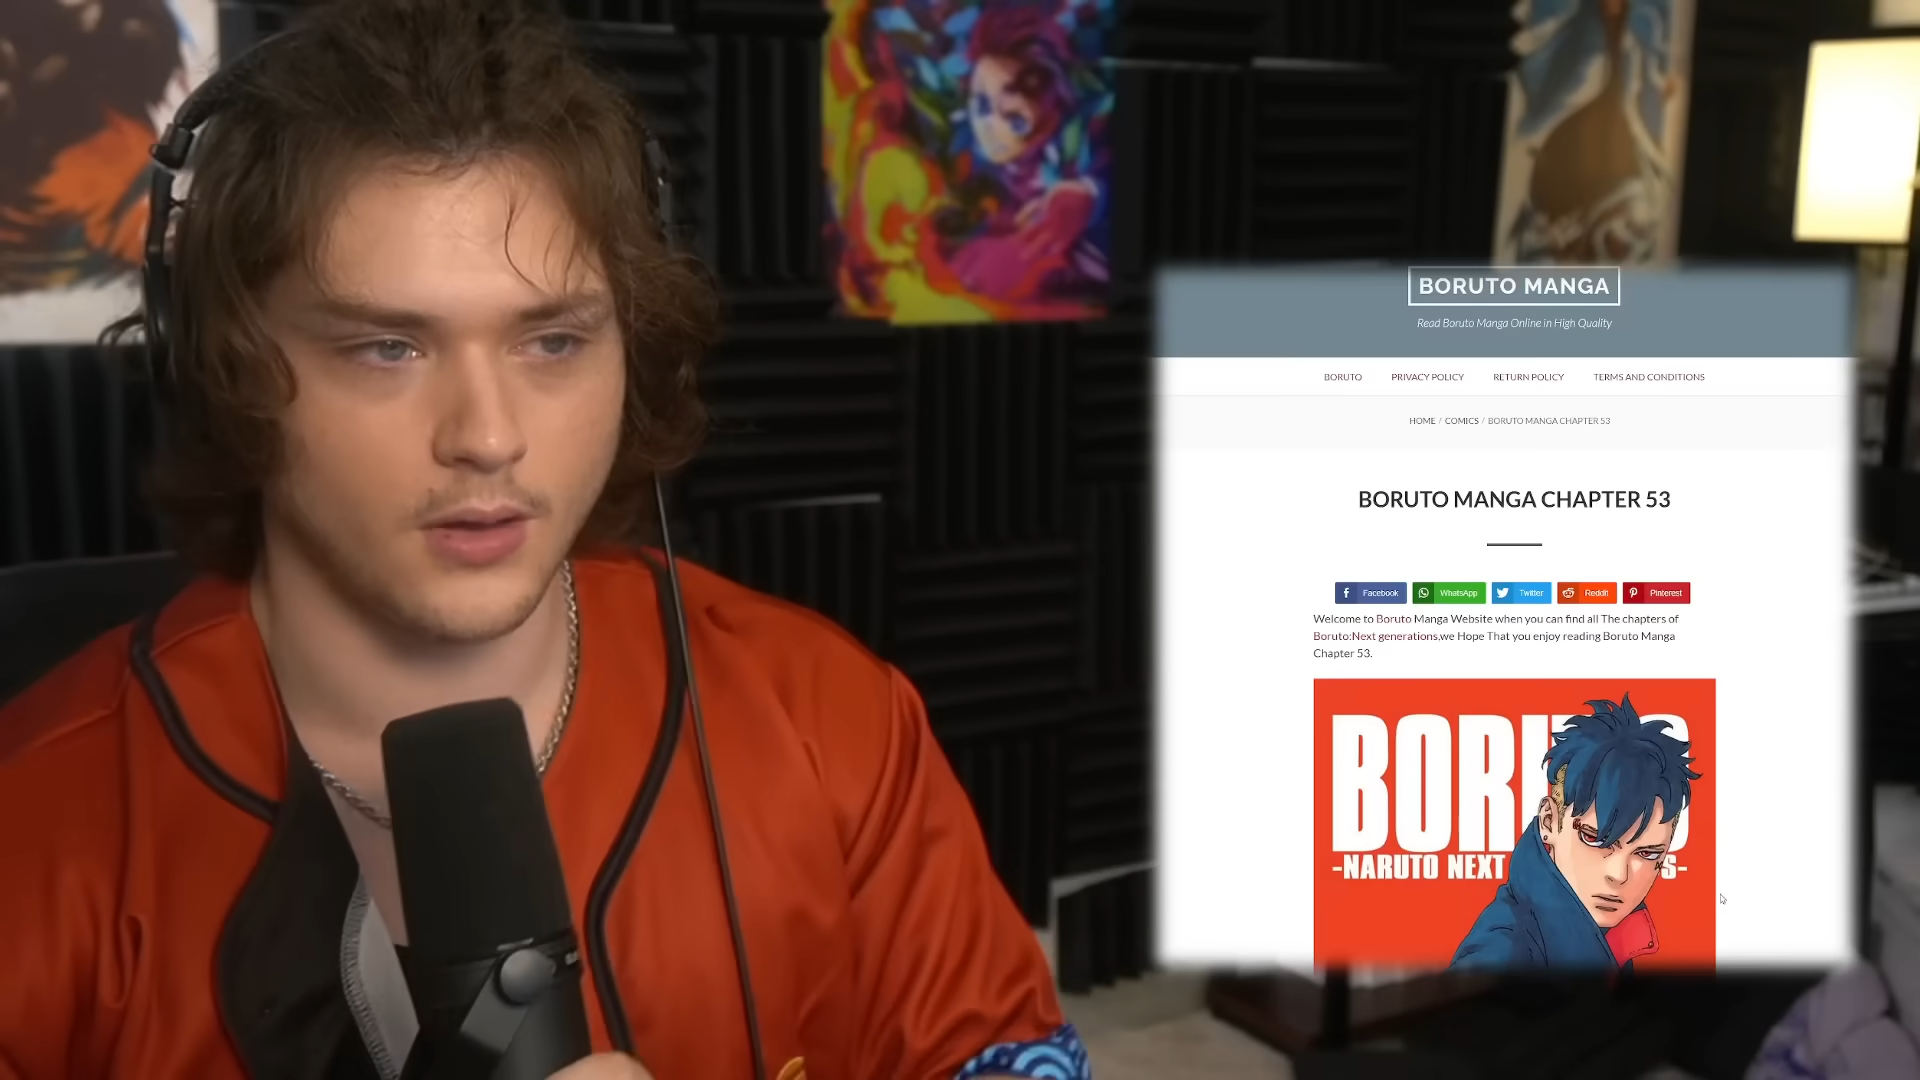 BORUTO MANGA
Read Boruto Manga Online in High Quality
BORUTO PRIVACY POLICY RETURN POLICY TERMS AND CONDITIONS
HOME / COMICS / BORUTO MANGA CHAPTER 53
BORUTO MANGA CHAPTER 53
Facebook WhatsApp Twitter Reddit Pinterest
Welcome to Boruto Manga Website when you can find all The chapters of
Boruto:Next generations,we Hope That you enjoy reading Boruto Manga
Chapter 53.
BORUTO
-NARUTO NEXT S-